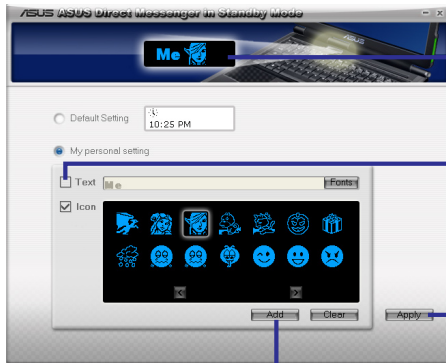 ASUS ASUS Direct Messenger in Standby Mode
Me
Default Setting
10:25 PM
My personal setting
Text
Me
Fonts
Icon
Add
Clear
Apply